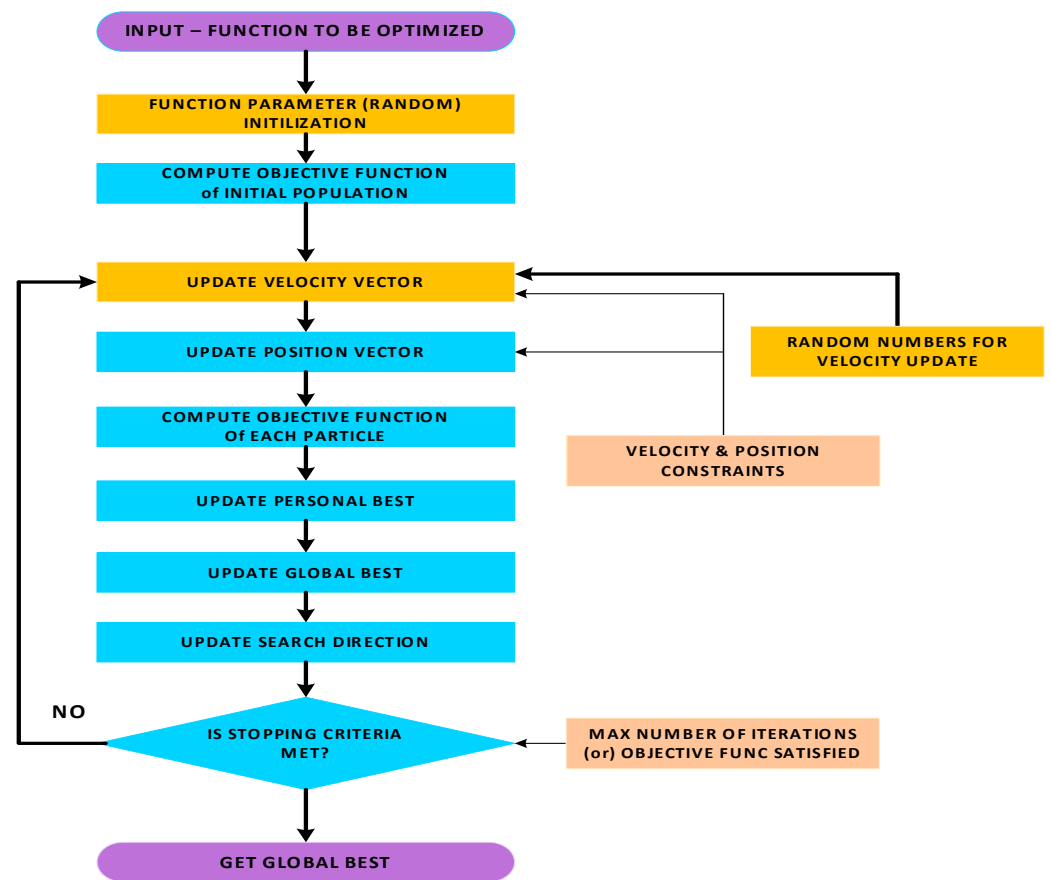 INPUT – FUNCTION TO BE OPTIMIZED
FUNCTION PARAMETER (RANDOM)
INITILIZATION
COMPUTE OBJECTIVE FUNCTION
of INITIAL POPULATION
UPDATE VELOCITY VECTOR
RANDOM NUMBERS FOR
VELOCITY UPDATE
UPDATE POSITION VECTOR
COMPUTE OBJECTIVE FUNCTION
Of EACH PARTICLE
VELOCITY & POSITION
CONSTRAINTS
UPDATE PERSONAL BEST
UPDATE GLOBAL BEST
UPDATE SEARCH DIRECTION
NO
IS STOPPING CRITERIA
MET?
MAX NUMBER OF ITERATIONS
(or) OBJECTIVE FUNC SATISFIED
GET GLOBAL BEST